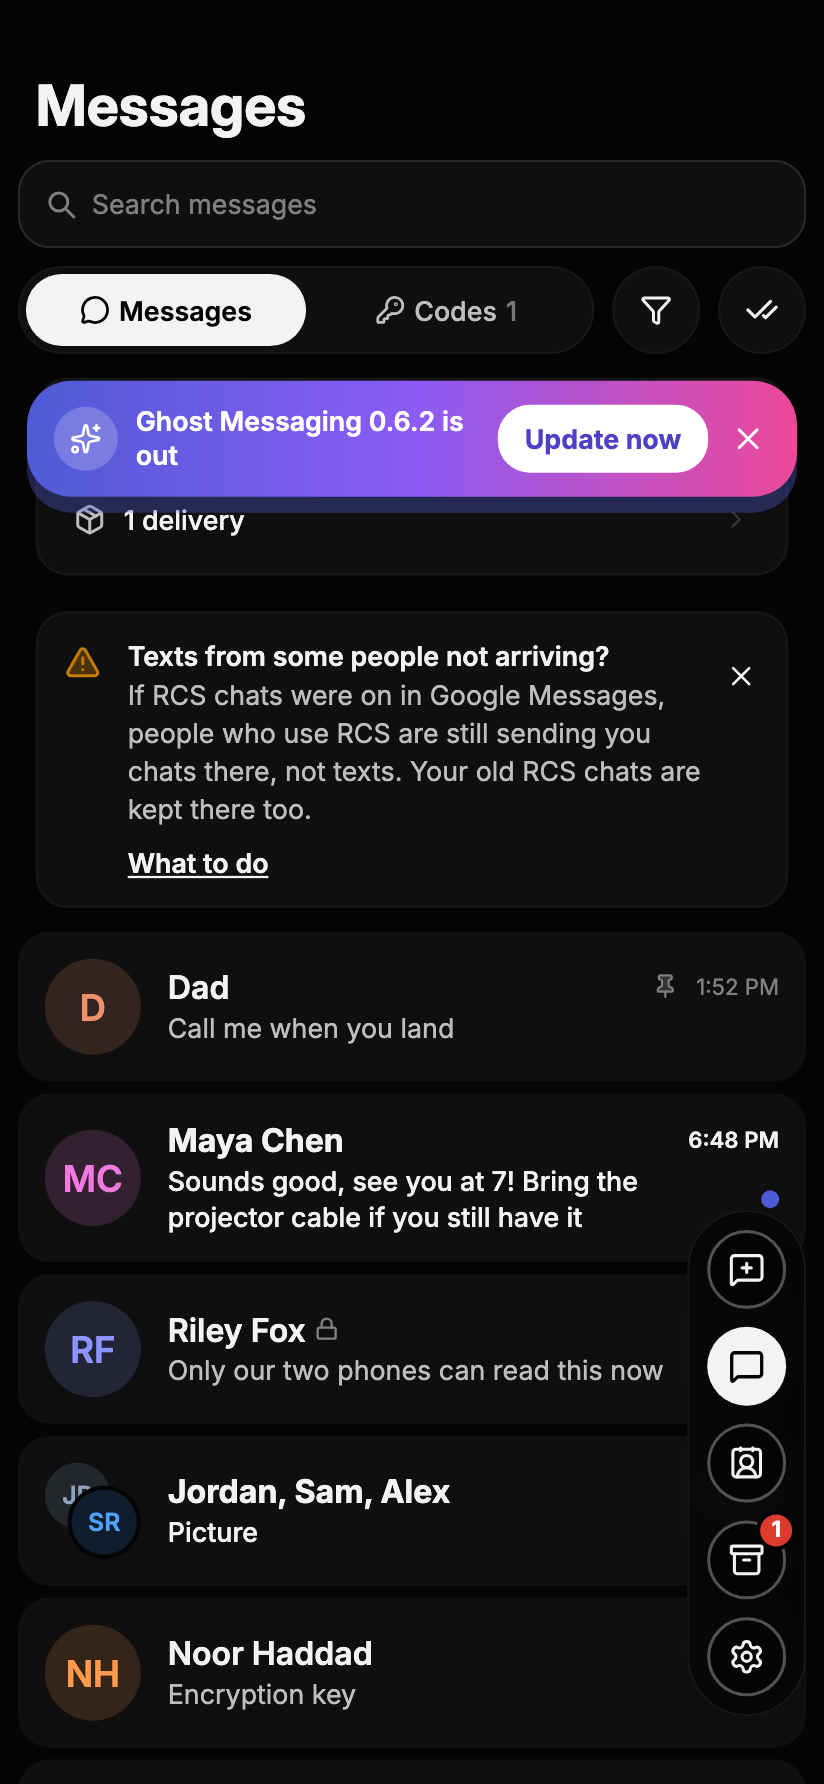 Messages
Search messages
Messages
Codes 1
Ghost Messaging 0.6.2 is
out
Update now
1 delivery
Texts from some people not arriving?
If RCS chats were on in Google Messages,
people who use RCS are still sending you
chats there, not texts. Your old RCS chats are
kept there too.
What to do
D
Dad
1:52 PM
Call me when you land
MC
Maya Chen
6:48 PM
Sounds good, see you at 7! Bring the
projector cable if you still have it
RF
Riley Fox
Only our two phones can read this now
SR
Jordan, Sam, Alex
Picture
1
NH
Noor Haddad
Encryption key